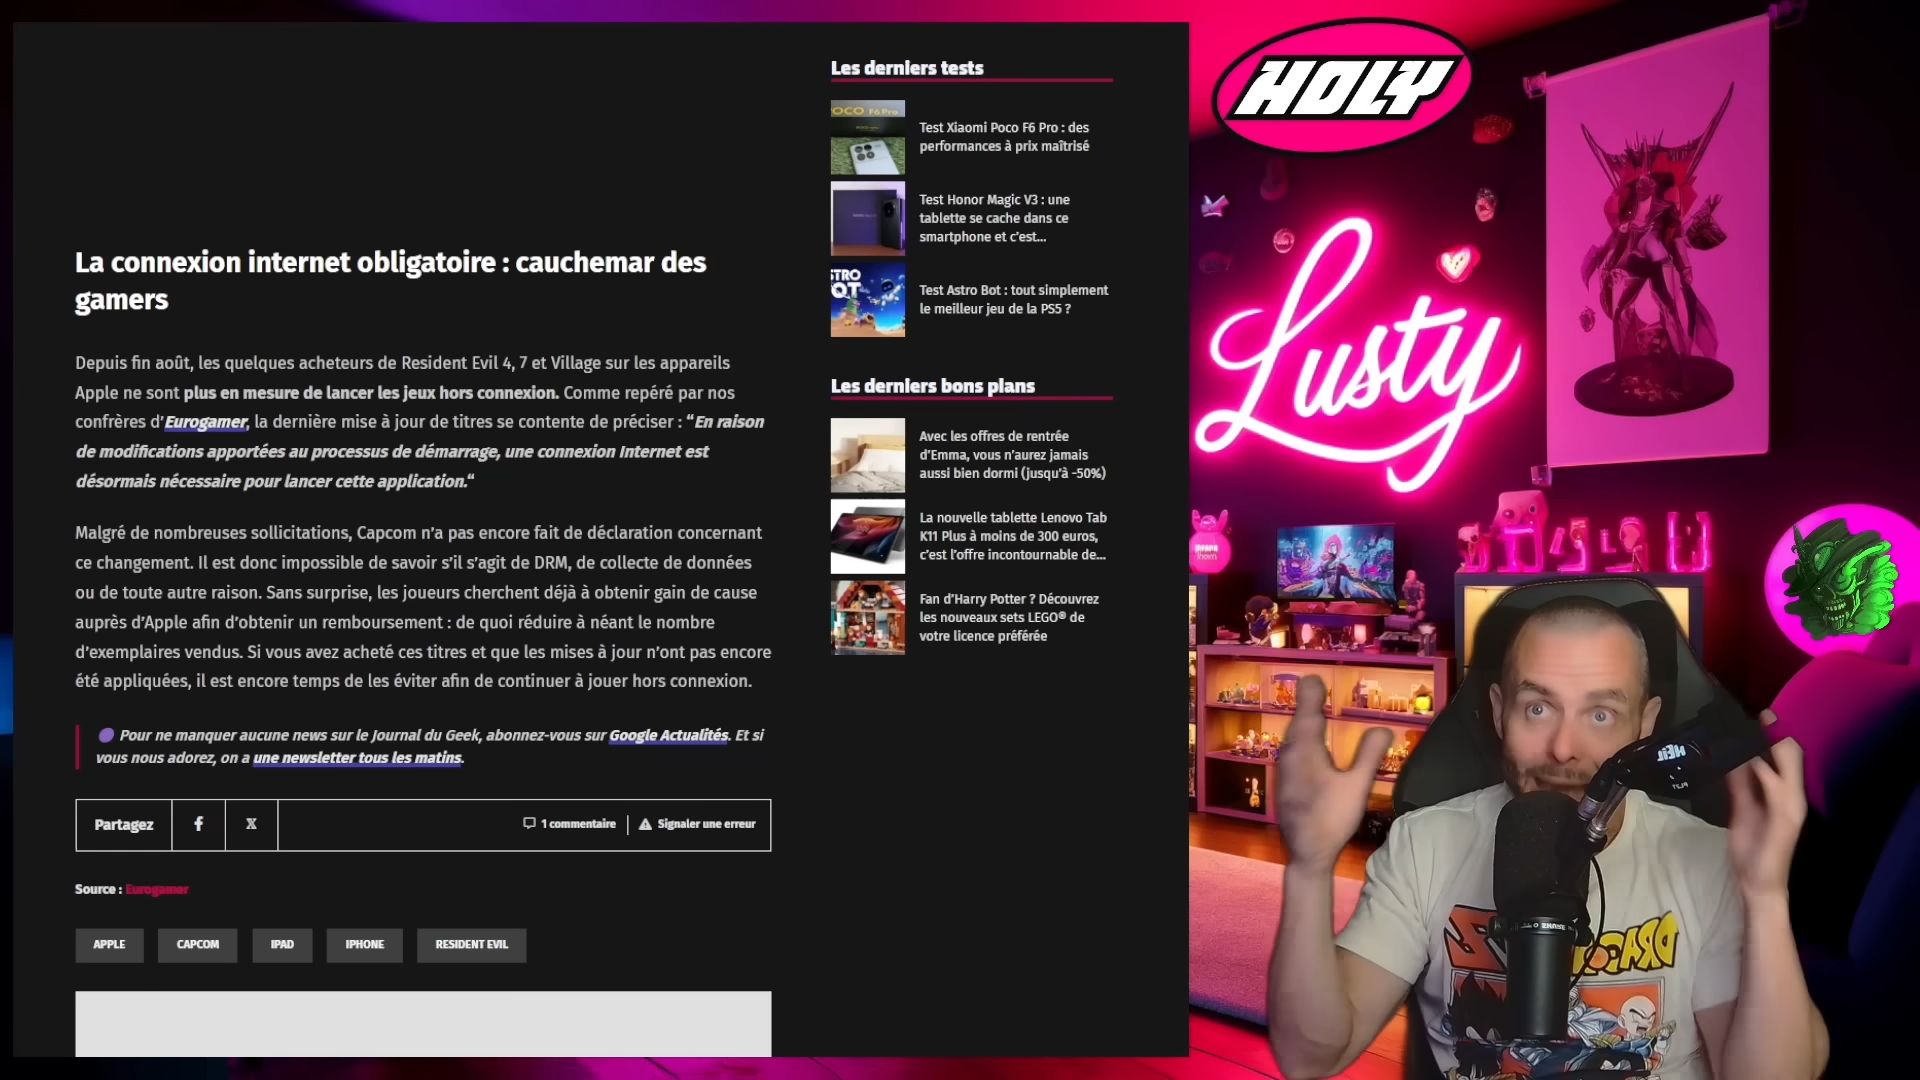 La connexion internet obligatoire : cauchemar des
gamers
Depuis fin août, les quelques acheteurs de Resident Evil 4, 7 et Village sur les appareils
Apple ne sont plus en mesure de lancer les jeux hors connexion. Comme repéré par nos
confrères d’Eurogamer, la dernière mise à jour de titres se contente de préciser : “En raison
de modifications apportées au processus de démarrage, une connexion Internet est
désormais nécessaire pour lancer cette application.“
Malgré de nombreuses sollicitations, Capcom n’a pas encore fait de déclaration concernant
ce changement. Il est donc impossible de savoir s’il s’agit de DRM, de collecte de données
ou de toute autre raison. Sans surprise, les joueurs cherchent déjà à obtenir gain de cause
auprès d’Apple afin d’obtenir un remboursement : de quoi réduire à néant le nombre
d’exemplaires vendus. Si vous avez acheté ces titres et que les mises à jour n’ont pas encore
été appliquées, il est encore temps de les éviter afin de continuer à jouer hors connexion.
Pour ne manquer aucune news sur le Journal du Geek, abonnez-vous sur Google Actualités. Et si
vous nous adorez, on a une newsletter tous les matins.
Partagez
f
X
1 commentaire
Signaler une erreur
Source : Eurogamer
APPLE
CAPCOM
IPAD
IPHONE
RESIDENT EVIL
Les derniers tests
OCO F6 Pro
Test Xiaomi Poco F6 Pro : des
performances à prix maîtrisé
Test Honor Magic V3 : une
tablette se cache dans ce
smartphone et c’est...
STRO
OT
Test Astro Bot : tout simplement
le meilleur jeu de la PS5 ?
Les derniers bons plans
Avec les offres de rentrée
d’Emma, vous n’aurez jamais
aussi bien dormi (jusqu’à -50%)
La nouvelle tablette Lenovo Tab
K11 Plus à moins de 300 euros,
c’est l’offre incontournable de...
Fan d’Harry Potter ? Découvrez
les nouveaux sets LEGO® de
votre licence préférée
HOLY
Lusty
DRAGON
Z